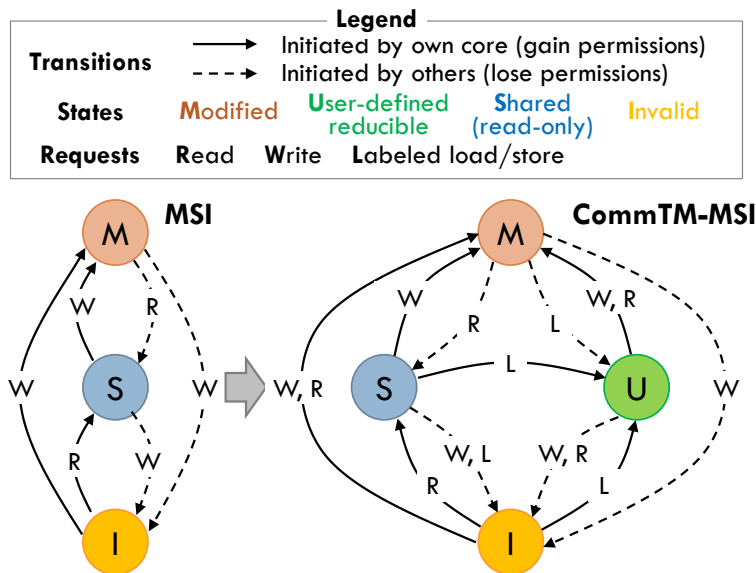 Legend
Transitions
Initiated by own core (gain permissions)
Initiated by others (lose permissions)
States Modified User-defined reducible Shared (read-only) Invalid
Requests Read Write Labeled load/store
MSI
M
W R
W S W
R W
I
CommTM-MSI
M
W W, R
R L
W, R S L U W
W, L W, R
R L
I